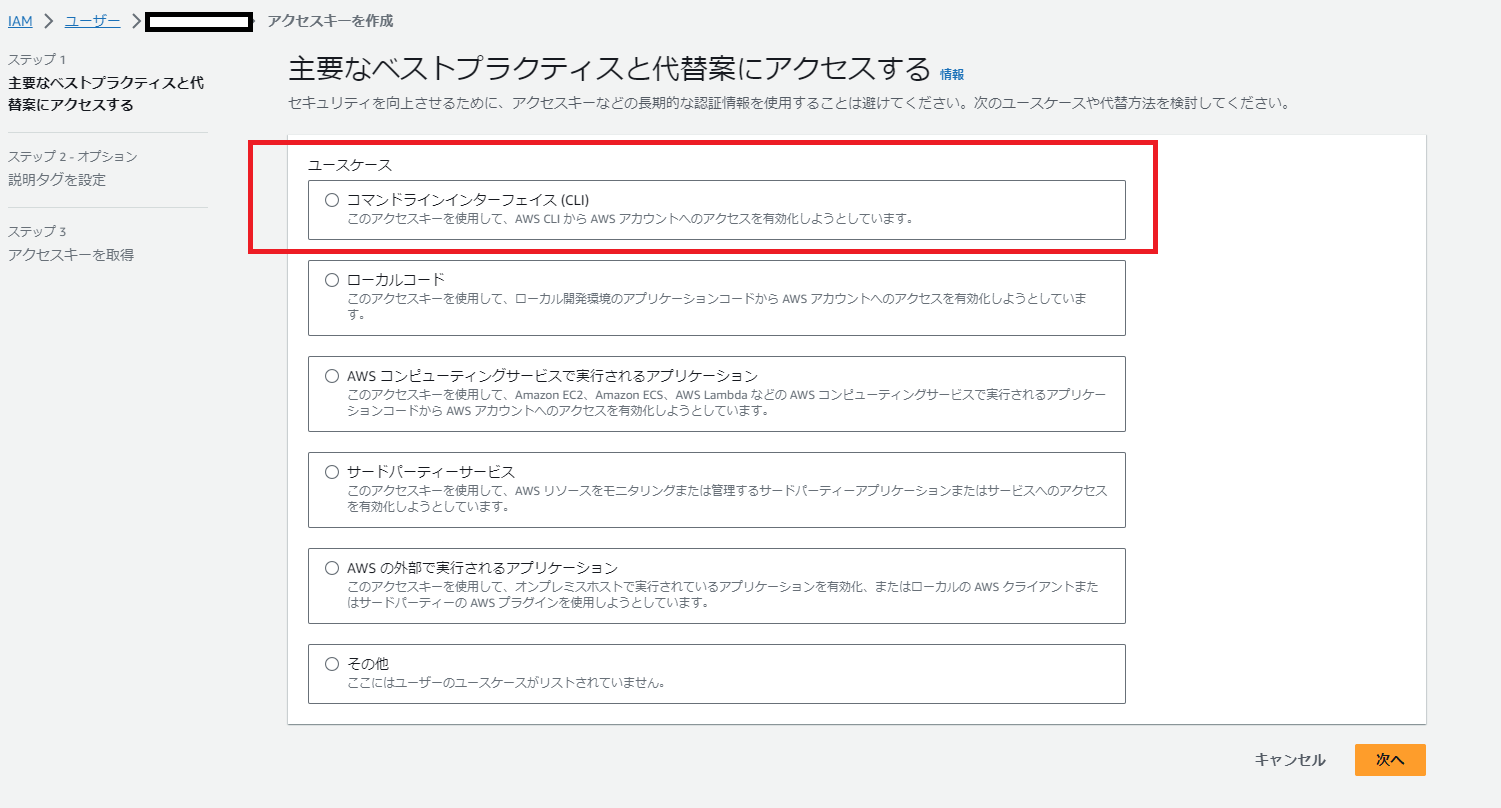 IAM > ユーザー > アクセスキーを作成
ステップ 1
主要なベストプラクティスと代
替案にアクセスする
ステップ 2 - オプション
説明タグを設定
ステップ 3
アクセスキーを取得
主要なベストプラクティスと代替案にアクセスする 情報
セキュリティを向上させるために、アクセスキーなどの長期的な認証情報を使用することは避けてください。次のユースケースや代替方法を検討してください。
ユースケース
コマンドラインインターフェイス (CLI)
このアクセスキーを使用して、AWS CLI から AWS アカウントへのアクセスを有効化しようとしています。
ローカルコード
このアクセスキーを使用して、ローカル開発環境のアプリケーションコードから AWS アカウントへのアクセスを有効化しようとしていま
す。
AWS コンピューティングサービスで実行されるアプリケーション
このアクセスキーを使用して、Amazon EC2、Amazon ECS、AWS Lambda などの AWS コンピューティングサービスで実行されるアプリケー
ションコードから AWS アカウントへのアクセスを有効化しようとしています。
サードパーティーサービス
このアクセスキーを使用して、AWS リソースをモニタリングまたは管理するサードパーティーアプリケーションまたはサービスへのアクセス
を有効化しようとしています。
AWS の外部で実行されるアプリケーション
このアクセスキーを使用して、オンプレミスホストで実行されているアプリケーションを有効化、またはローカルの AWS クライアントまた
はサードパーティーの AWS プラグインを使用しようとしています。
その他
ここにはユーザーのユースケースがリストされていません。
キャンセル
次へ